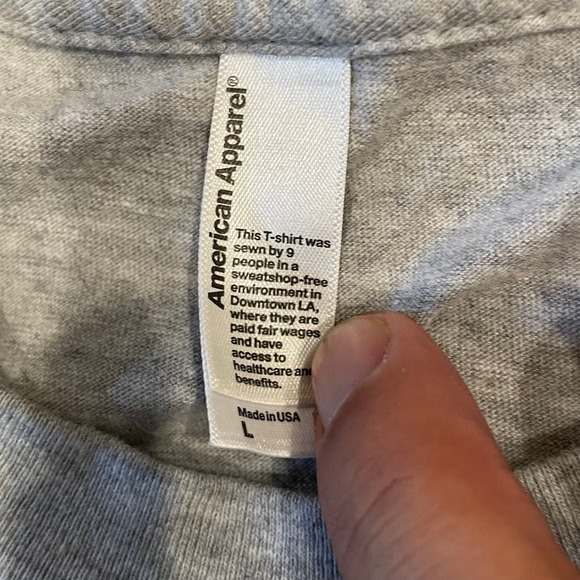 American Apparel®
This T-shirt was
sewn by 9
people in a
sweatshop-free
environment in
Downtown LA,
where they are
paid fair wages
and have
access to
healthcare and
benefits.
Made in USA
L